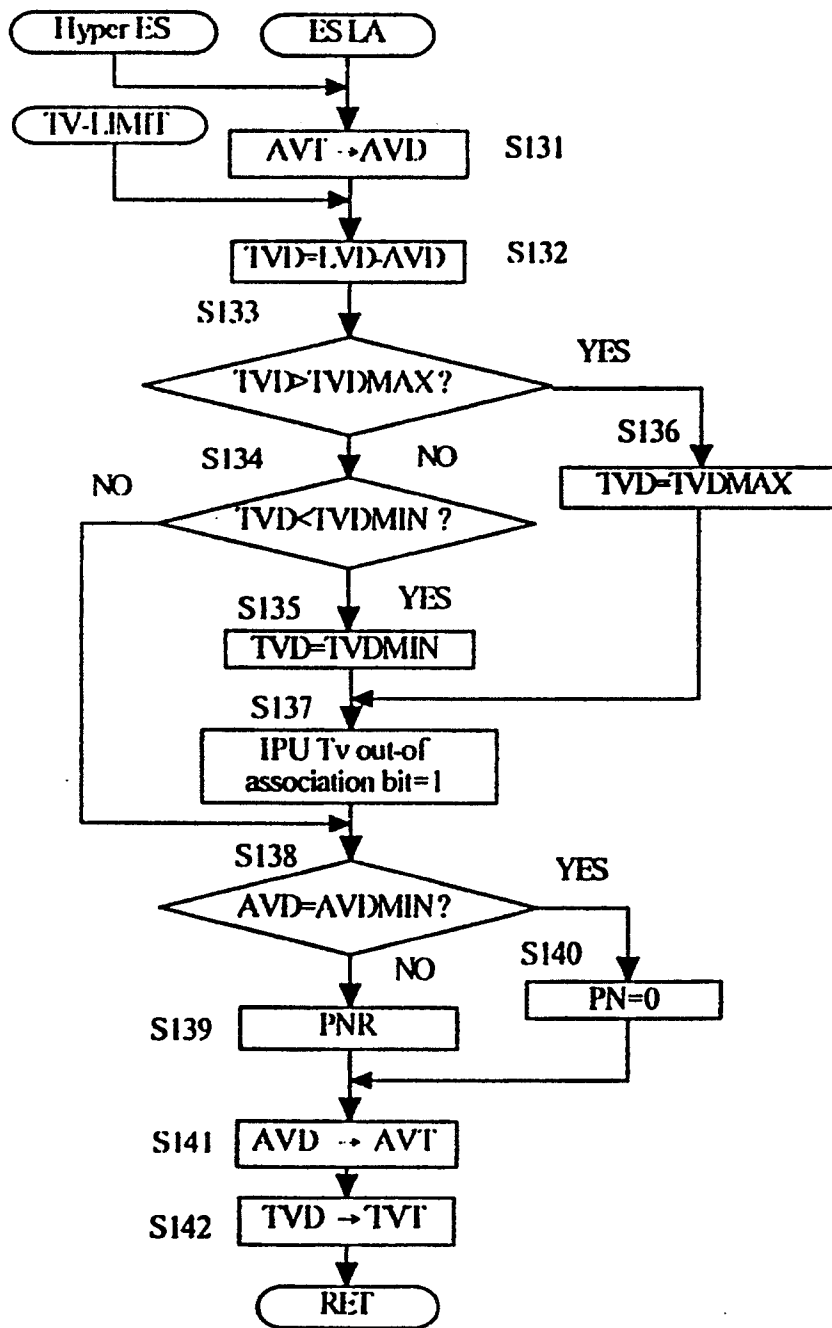 Hyper ES
ES LA
TV-LIMIT
AVT → AVD
S131
TVD=LVD-AVD
S132
S133
TVD>TVDMAX?
YES
S134
NO
S136
NO
TVD=TVDMAX
TVD<TVDMIN ?
YES
S135
TVD=TVDMIN
S137
IPU Tv out-of
association bit=1
S138
YES
AVD=AVDMIN?
S140
NO
PN=0
S139
PNR
S141
AVD → AVT
S142
TVD → TVT
RET